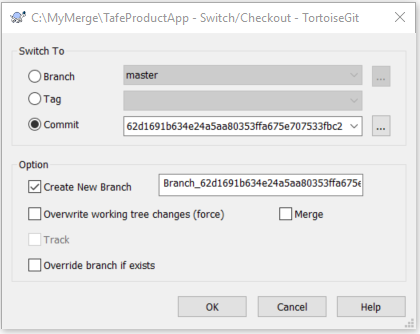 C:\MyMerge\TafeProductApp - Switch/Checkout - TortoiseGit
Switch To
Branch
master
...
Tag
Commit
62d1691b634e24a5aa80353ffa675e707533fbc2
...
Option
Create New Branch
Branch_62d1691b634e24a5aa80353ffa675e
Overwrite working tree changes (force)
Merge
Track
Override branch if exists
OK
Cancel
Help